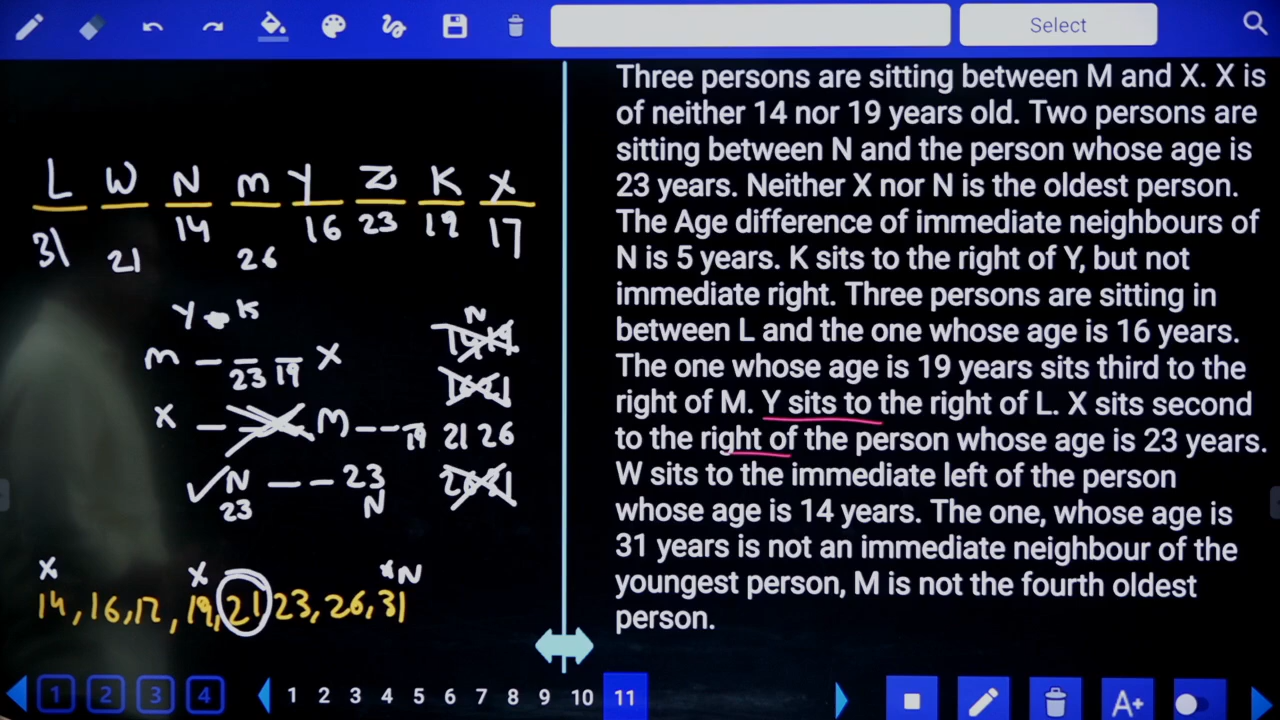 Select
Three persons are sitting between M and X. X is
of neither 14 nor 19 years old. Two persons are
sitting between N and the person whose age is
23 years. Neither X nor N is the oldest person.
The Age difference of immediate neighbours of
N is 5 years. K sits to the right of Y, but not
immediate right. Three persons are sitting in
between L and the one whose age is 16 years.
The one whose age is 19 years sits third to the
right of M. Y sits to the right of L. X sits second
to the right of the person whose age is 23 years.
W sits to the immediate left of the person
whose age is 14 years. The one, whose age is
31 years is not an immediate neighbour of the
youngest person, M is not the fourth oldest
person.
L W N M Y Z K X
31 21 14 26 16 23 19 17
Y K
N
M 23 19 X
X M 19 21 26
N 23
23 N
X X X N
14, 16, 17, 19, 21 23, 26, 31
1 2 3 4 1 2 3 4 5 6 7 8 9 10 11 A+